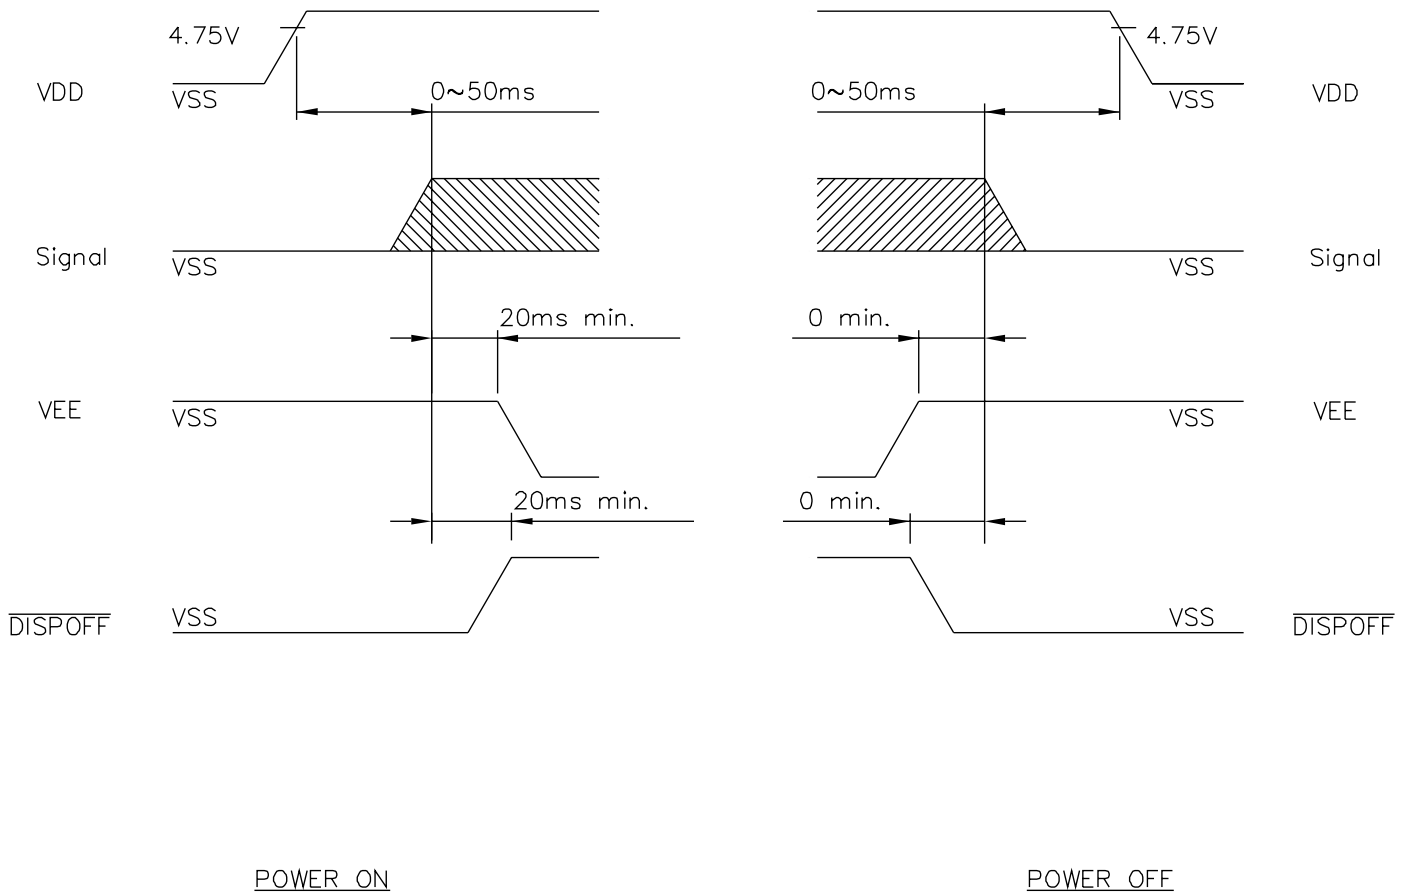 4.75V
4.75V
VDD
VSS
0~50ms
0~50ms
VSS
VDD
Signal
VSS
VSS
Signal
20ms min.
0 min.
VEE
VSS
VSS
VEE
20ms min.
0 min.
DISPOFF
VSS
VSS
DISPOFF
POWER ON
POWER OFF